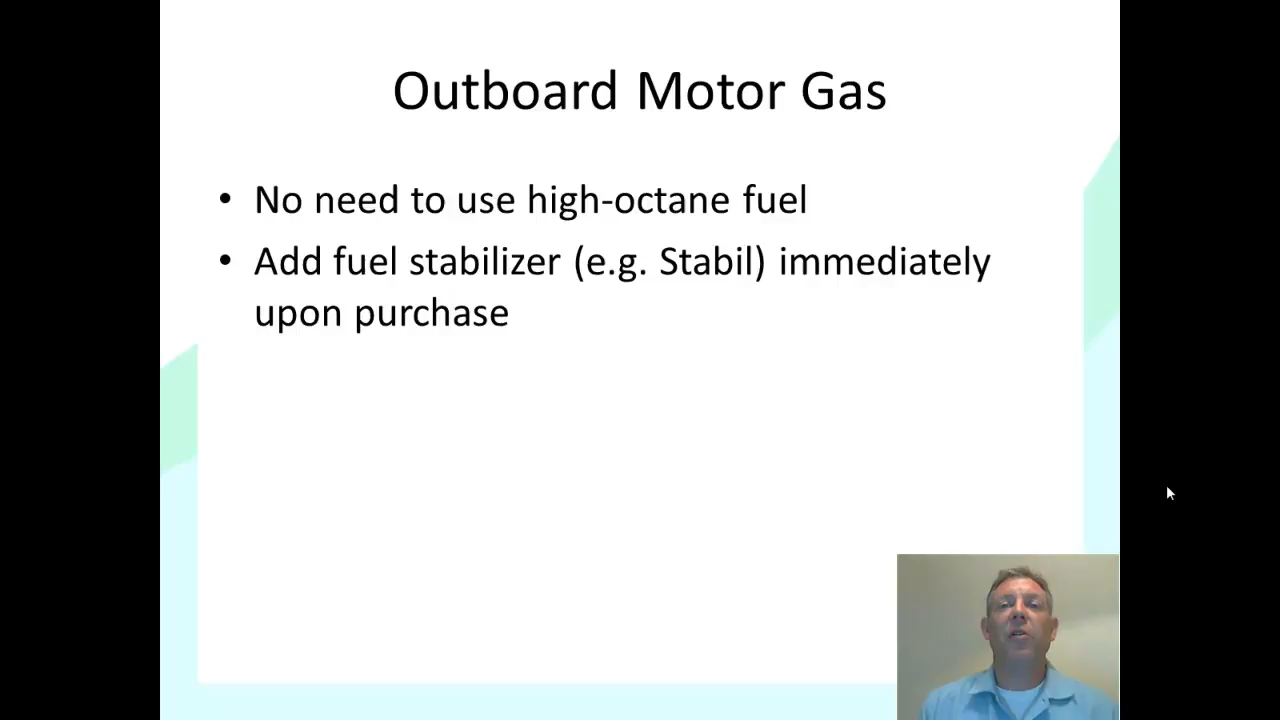 Outboard Motor Gas
• No need to use high-octane fuel
• Add fuel stabilizer (e.g. Stabil) immediately
upon purchase